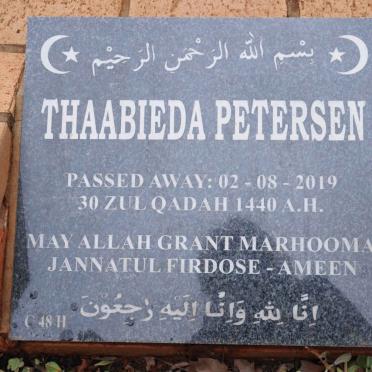 بِسْمِ اللهِ الرَّحْمنِ الرَّحِيْمِ
THAABIEDA PETERSEN
PASSED AWAY: 02 - 08 - 2019
30 ZUL QADAH 1440 A.H.
MAY ALLAH GRANT MARHOOMA
JANNATUL FIRDOSE - AMEEN
اِنَّا لِلّٰهِ وَاِنَّا اِلَيْهِ رٰجِعُوْنَ
C 48 H